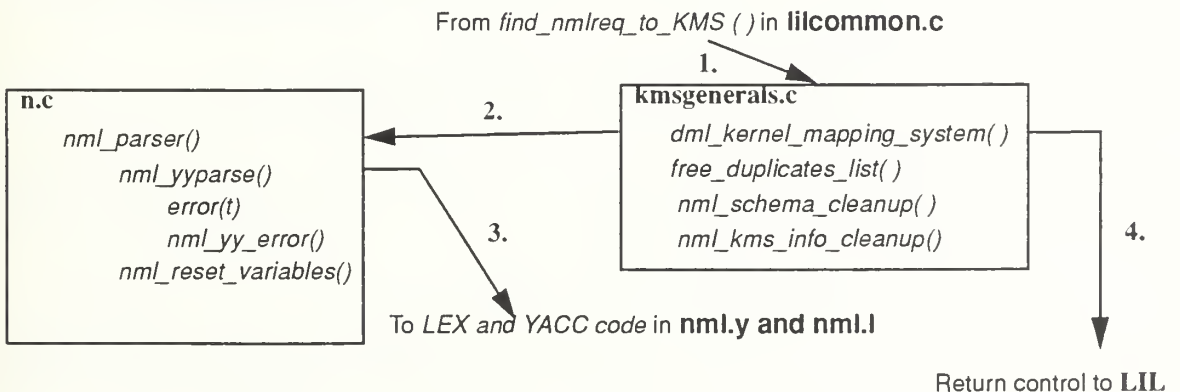 From find_nmlreq_to_KMS ( ) in lilcommon.c
1.
n.c
nml_parser()
nml_yyparse()
error(t)
nml_yy_error()
nml_reset_variables()
2.
kmsgenerals.c
dml_kernel_mapping_system( )
free_duplicates_list( )
nml_schema_cleanup( )
nml_kms_info_cleanup()
3.
4.
To LEX and YACC code in nml.y and nml.l
Return control to LIL